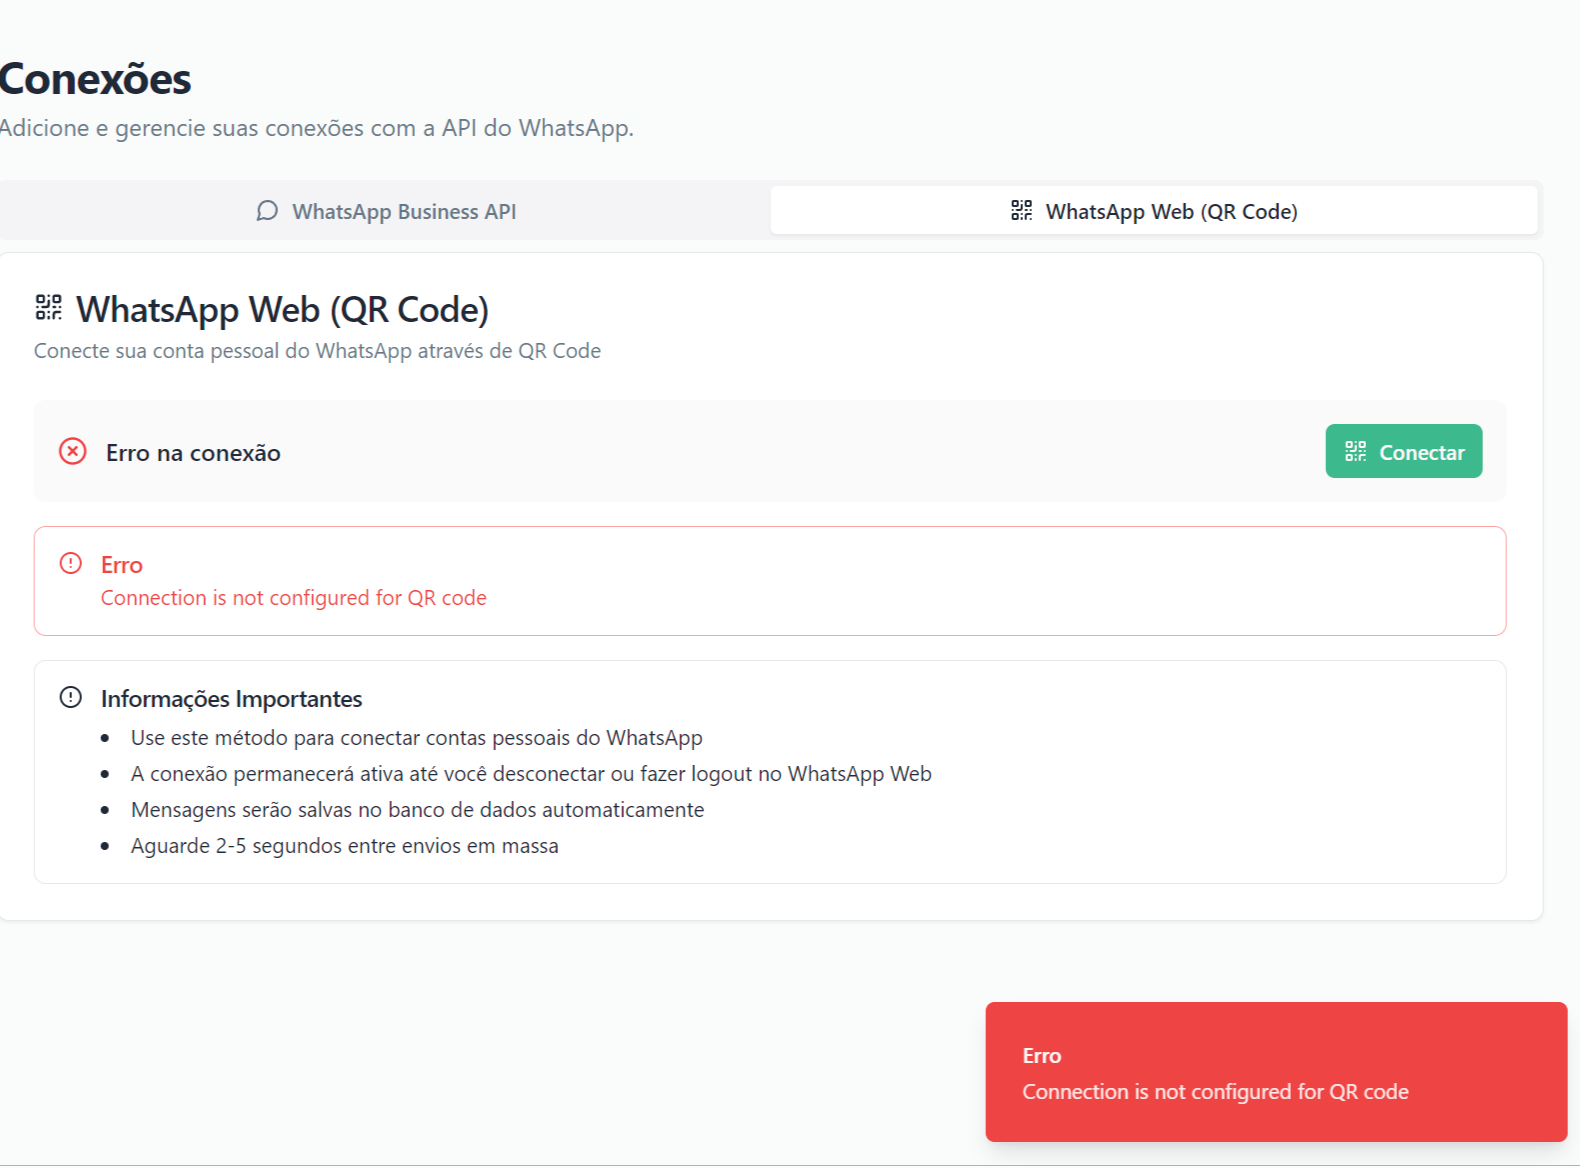 Conexões
Adicione e gerencie suas conexões com a API do WhatsApp.
WhatsApp Business API
WhatsApp Web (QR Code)
WhatsApp Web (QR Code)
Conecte sua conta pessoal do WhatsApp através de QR Code
Erro na conexão
Conectar
Erro
Connection is not configured for QR code
Informações Importantes
Use este método para conectar contas pessoais do WhatsApp
A conexão permanecerá ativa até você desconectar ou fazer logout no WhatsApp Web
Mensagens serão salvas no banco de dados automaticamente
Aguarde 2-5 segundos entre envios em massa
Erro
Connection is not configured for QR code